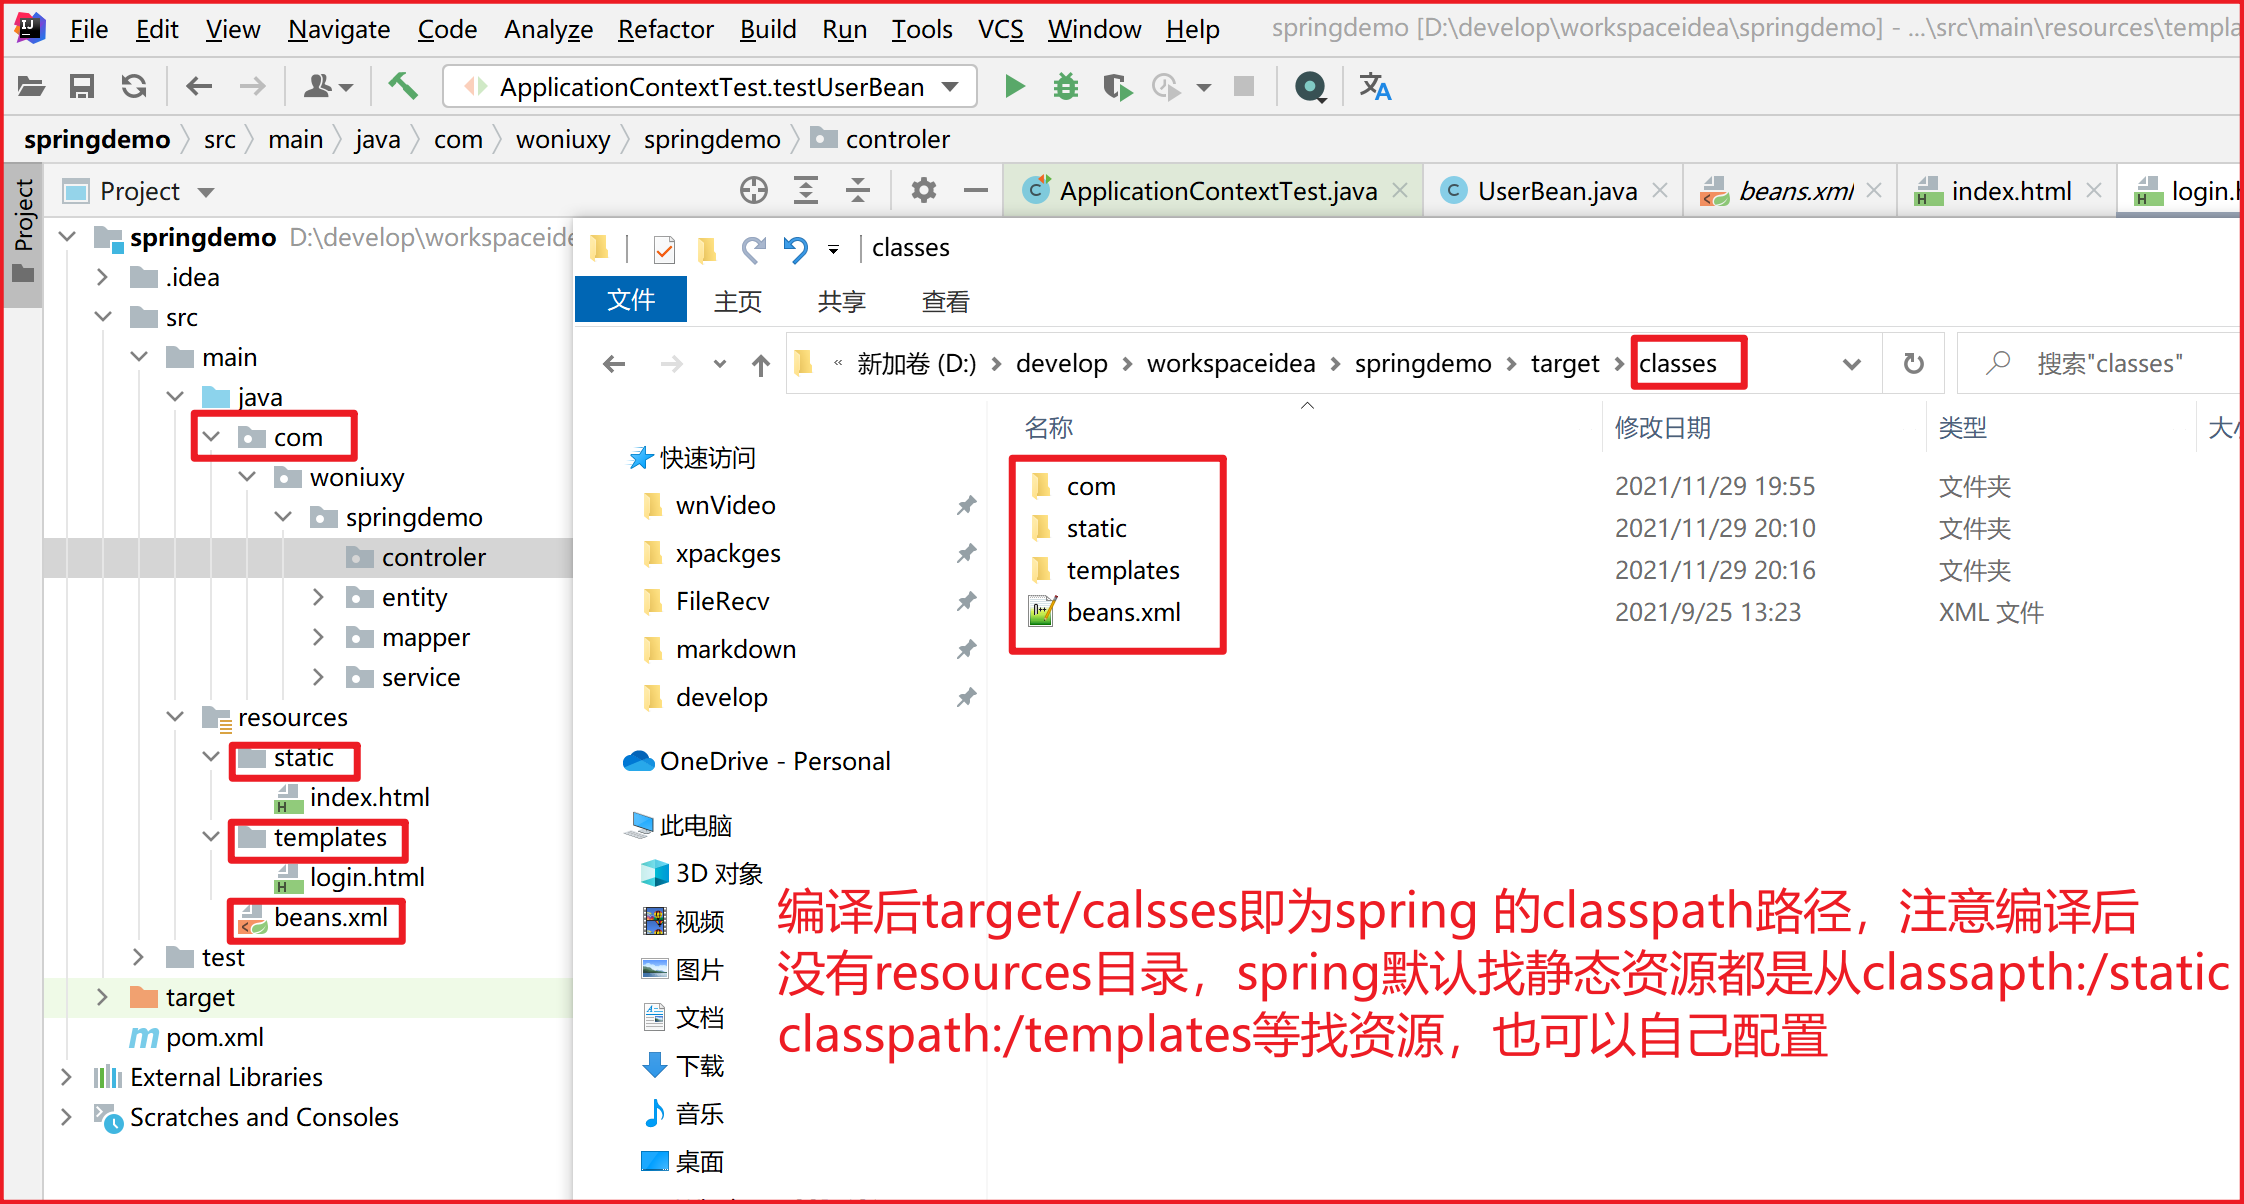 File Edit View Navigate Code Analyze Refactor Build Run Tools VCS Window Help springdemo [D:\develop\workspaceidea\springdemo] - ...\src\main\resources\templa
ApplicationContextTest.testUserBean
springdemo src main java com woniuxy springdemo controler
Project
Project
ApplicationContextTest.java UserBean.java beans.xml index.html login.h
springdemo D:\develop\workspaceide
.idea
src
main
java
com
woniuxy
springdemo
controler
entity
mapper
service
resources
static
index.html
templates
login.html
beans.xml
test
target
pom.xml
External Libraries
Scratches and Consoles
classes
文件 主页 共享 查看
« 新加卷 (D:) develop workspaceidea springdemo target classes 搜索"classes"
名称 修改日期 类型 大小
快速访问
wnVideo
xpackges
FileRecv
markdown
develop
OneDrive - Personal
此电脑
3D 对象
视频
图片
文档
下载
音乐
桌面
com 2021/11/29 19:55 文件夹
static 2021/11/29 20:10 文件夹
templates 2021/11/29 20:16 文件夹
beans.xml 2021/9/25 13:23 XML 文件
编译后target/calsses即为spring 的classpath路径，注意编译后
没有resources目录，spring默认找静态资源都是从classapth:/static
classpath:/templates等找资源，也可以自己配置